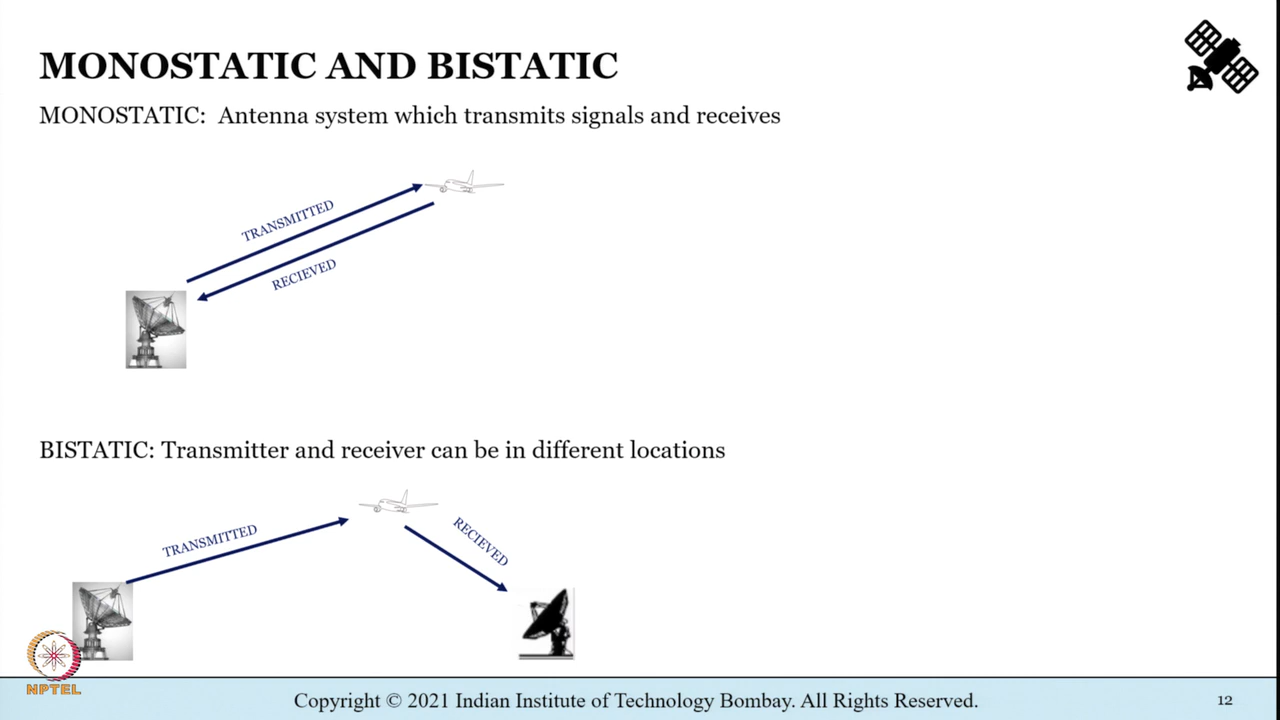 MONOSTATIC AND BISTATIC
MONOSTATIC: Antenna system which transmits signals and receives
TRANSMITTED
RECIEVED
BISTATIC: Transmitter and receiver can be in different locations
TRANSMITTED
RECIEVED
NPTEL
Copyright © 2021 Indian Institute of Technology Bombay. All Rights Reserved.
12